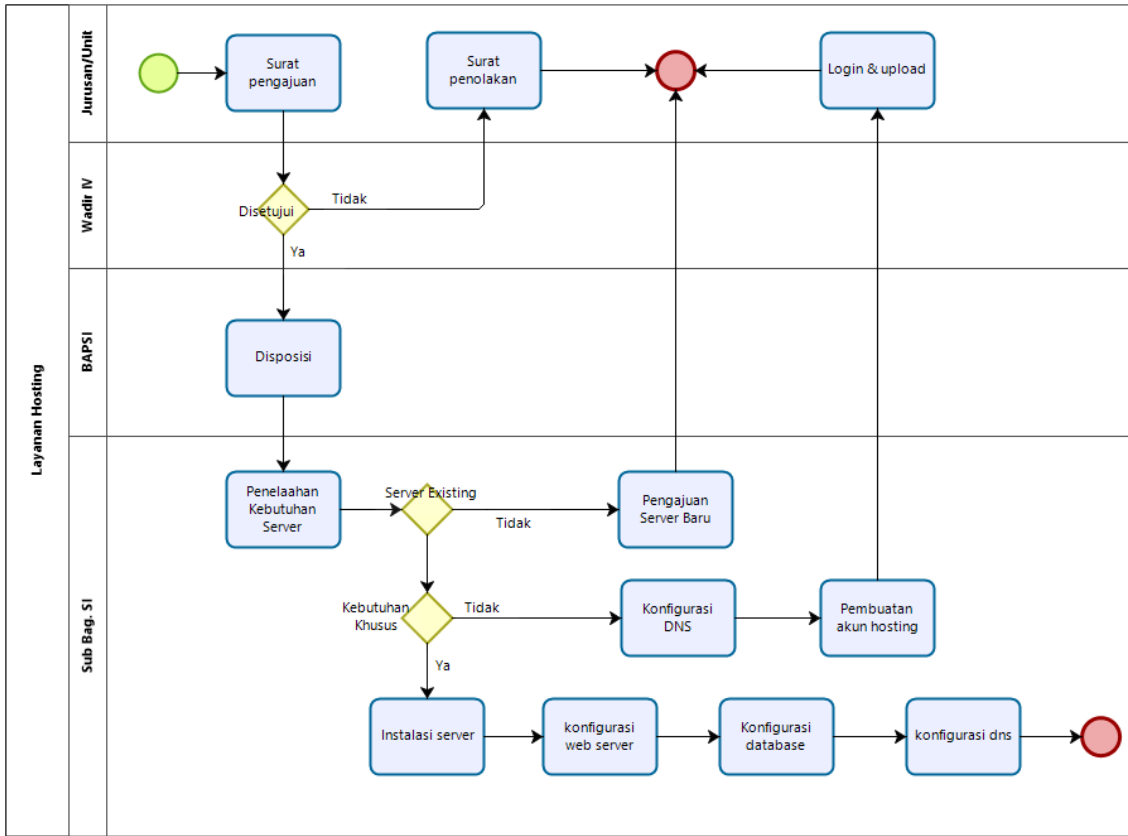 Layanan Hosting
Jurusan/Unit
Surat
pengajuan
Surat
penolakan
Login & upload
Wadir IV
Disetujui
Tidak
Ya
BAPSI
Disposisi
Sub Bag. SI
Penelaahan
Kebutuhan
Server
Server Existing
Tidak
Pengajuan
Server Baru
Kebutuhan
Khusus
Tidak
Konfigurasi
DNS
Pembuatan
akun hosting
Ya
Instalasi server
konfigurasi
web server
Konfigurasi
database
konfigurasi dns